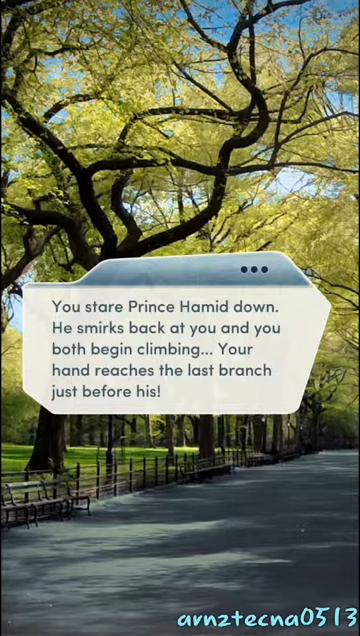 You stare Prince Hamid down.
He smirks back at you and you
both begin climbing... Your
hand reaches the last branch
just before his!
arnztecna0513